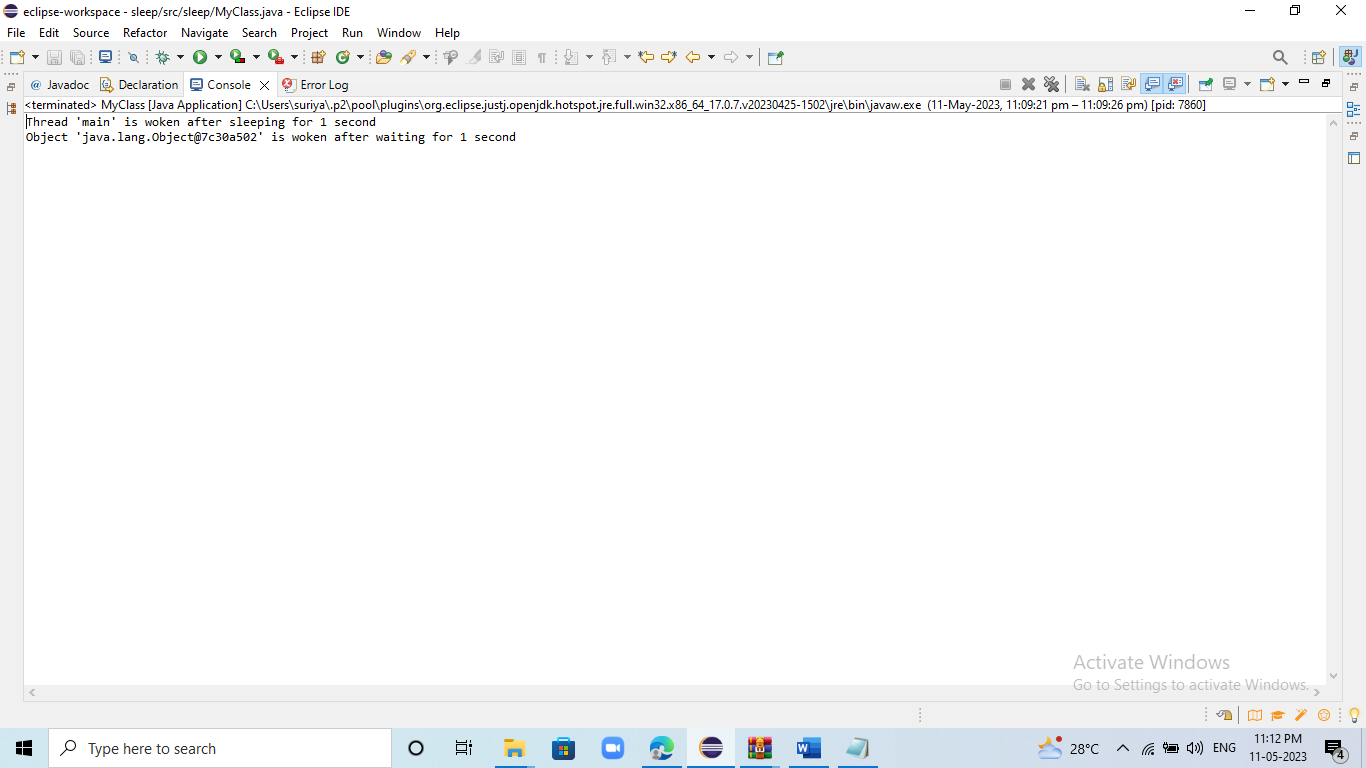 eclipse-workspace - sleep/src/sleep/MyClass.java - Eclipse IDE
File Edit Source Refactor Navigate Search Project Run Window Help
@ Javadoc Declaration Console Error Log
<terminated> MyClass [Java Application] C:\Users\suriya\.p2\pool\plugins\org.eclipse.justj.openjdk.hotspot.jre.full.win32.x86_64_17.0.7.v20230425-1502\jre\bin\javaw.exe (11-May-2023, 11:09:21 pm – 11:09:26 pm) [pid: 7860]
Thread 'main' is woken after sleeping for 1 second
Object 'java.lang.Object@7c30a502' is woken after waiting for 1 second
Activate Windows
Go to Settings to activate Windows.
Type here to search
28°C
ENG
11:12 PM
11-05-2023
4